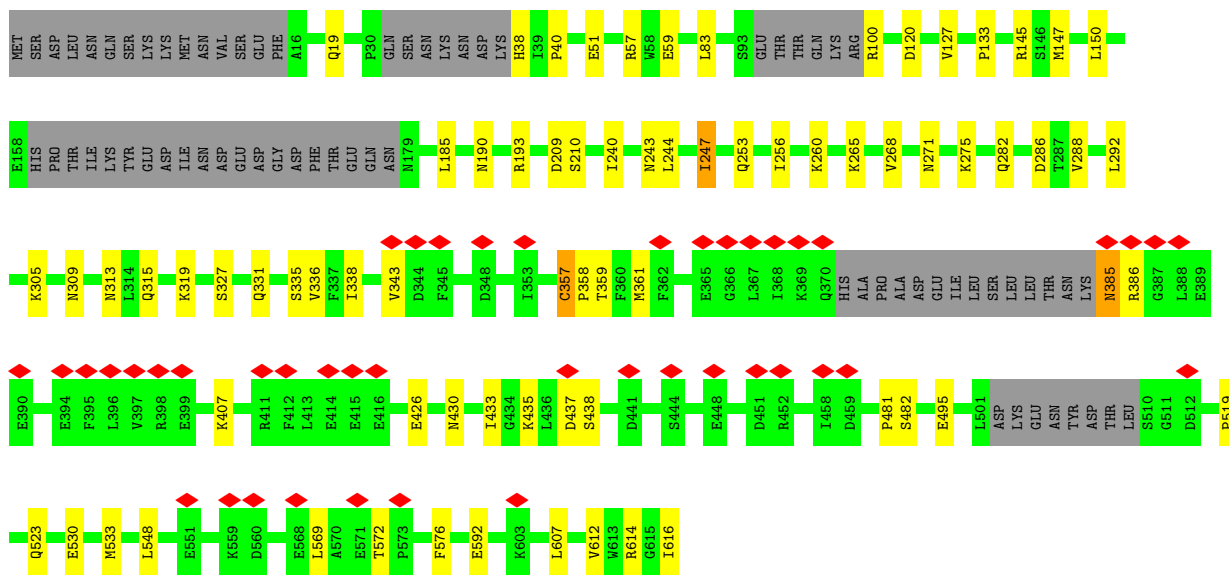 MET SER ASP LEU ASN GLN SER LYS LYS MET ASN VAL SER GLU PHE A16 Q19 P30 GLN SER ASN LYS ASN ASP LYS H38 I39 P40 E51 R57 W58 E59 L83 S93 GLU THR THR GLN LYS ARG R100 D120 V127 P133 R145 S146 M147 L150
E158 HIS PRO THR ILE LYS TYR GLU ASP ILE ASN ASP GLU ASP GLY ASP PHE THR GLU GLN ASN N179 L185 N190 R193 D209 S210 I240 N243 L244 I247 Q253 I256 K260 K265 V268 N271 K275 Q282 D286 T287 V288 L292
K305 N309 N313 L314 Q315 K319 S327 Q331 S335 V336 F337 I338 V343 D344 F345 D348 I353 C357 P358 T359 F360 M361 F362 E365 G366 L367 I368 K369 Q370 HIS ALA PRO ALA ASP GLU ILE LEU SER LEU LEU THR ASN LYS N385 R386 G387 L388 E389
E390 E394 F395 L396 V397 R398 E399 K407 R411 F412 L413 E414 E415 E416 E426 N430 I433 G434 K435 L436 D437 S438 D441 S444 E448 D451 R452 I458 D459 P481 S482 E495 L501 ASP LYS GLU ASN TYR ASP THR LEU S510 G511 D512 P519
Q523 E530 M533 L548 E551 K559 D560 E568 L569 A570 E571 T572 P573 F576 E592 K603 L607 V612 W613 R614 G615 I616